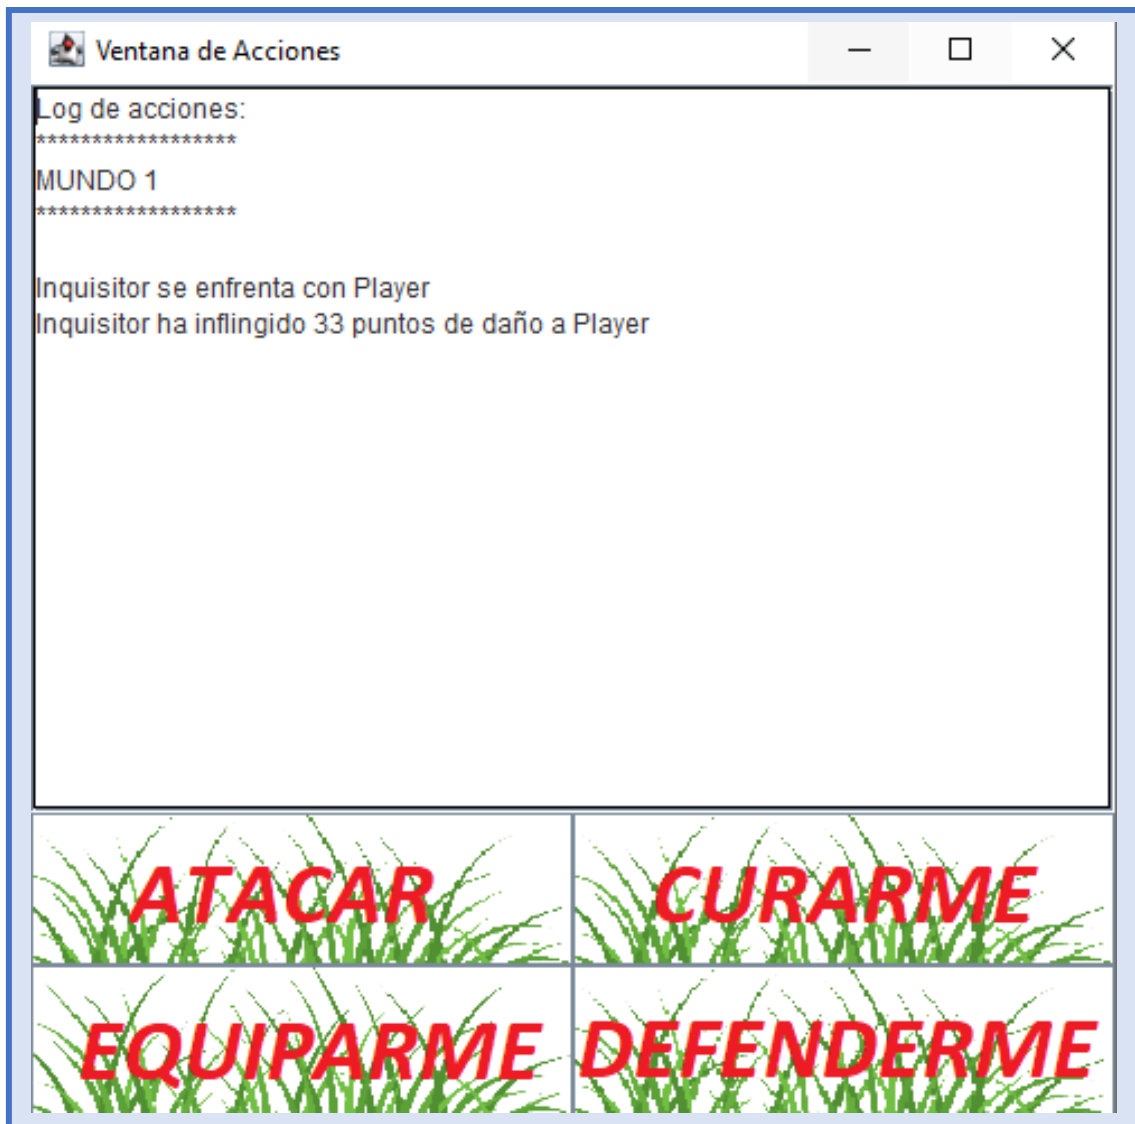 Ventana de Acciones
Log de acciones:
******************
MUNDO 1
******************
Inquisitor se enfrenta con Player
Inquisitor ha inflingido 33 puntos de daño a Player
ATACAR
CURARME
EQUIPARME
DEFENDERME